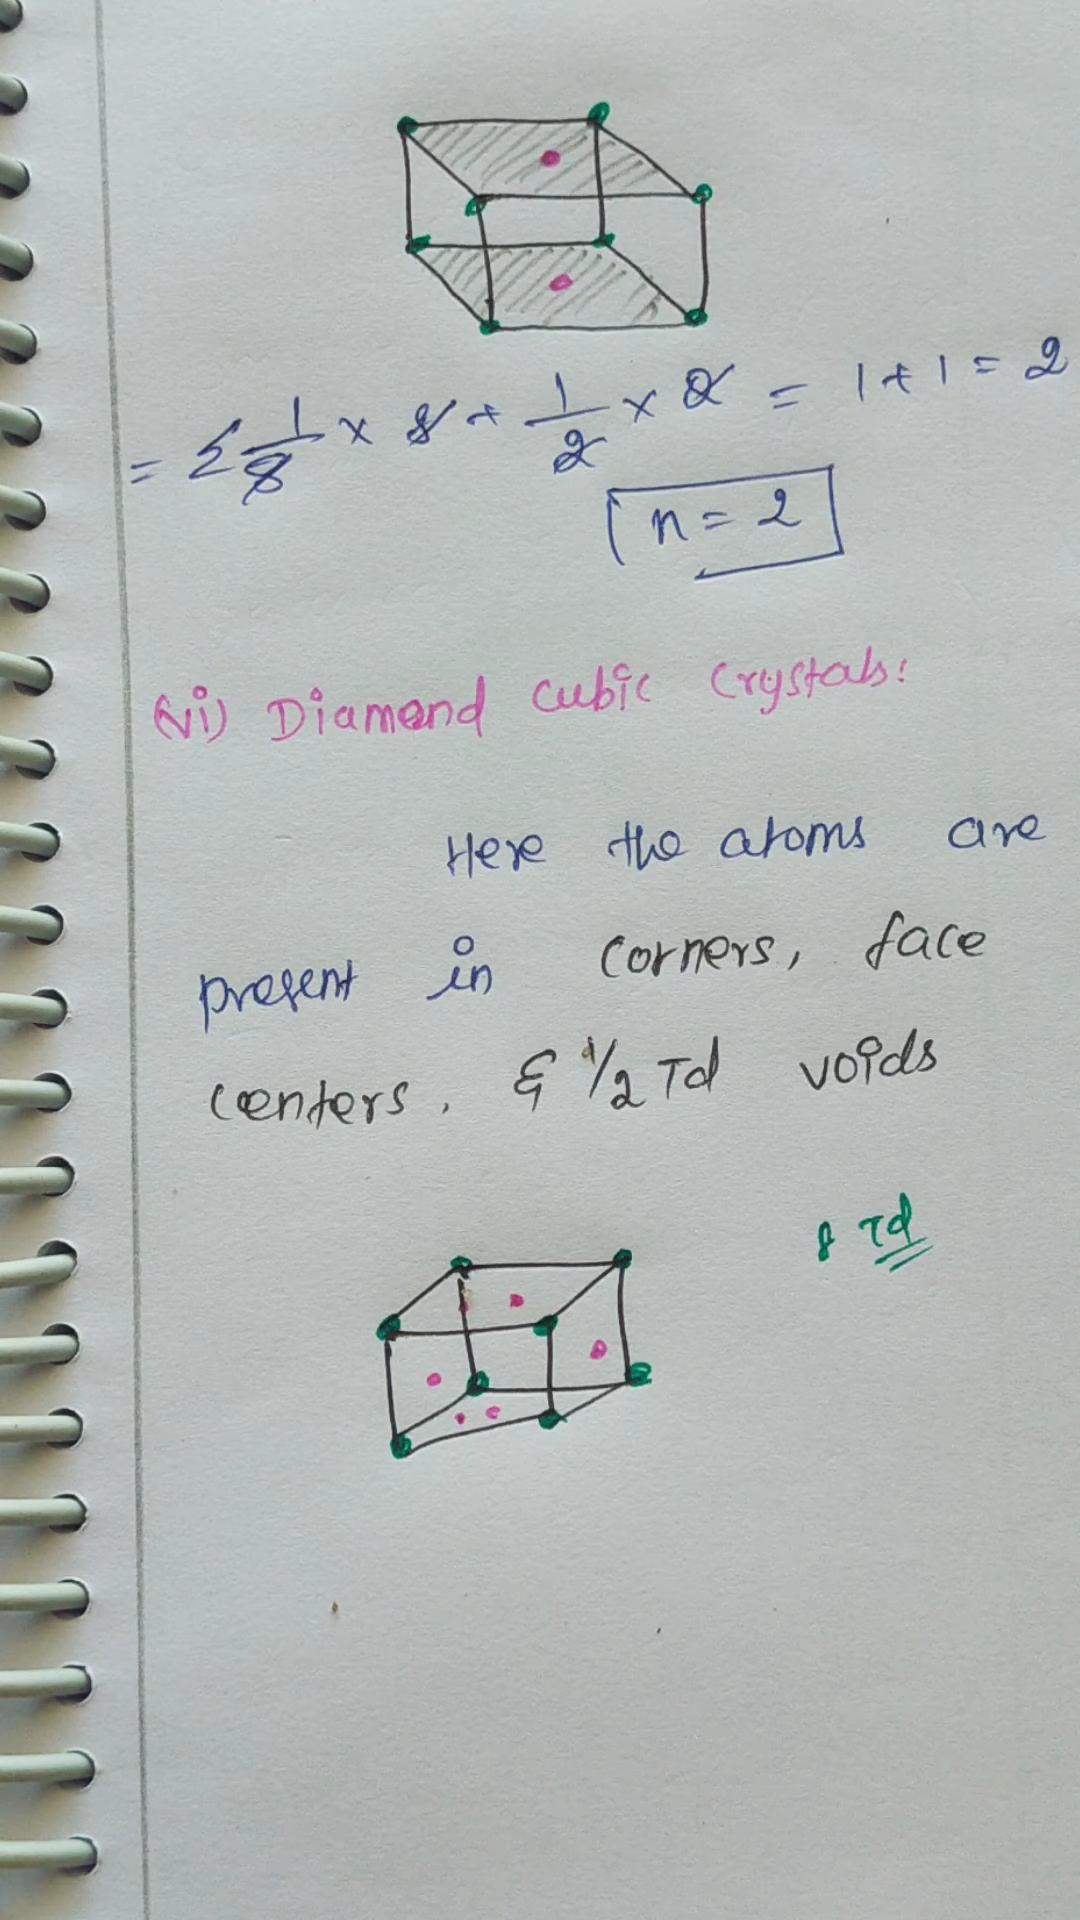 = Σ 1/8 × 8 + 1/2 × 2 = 1 + 1 = 2
n = 2
(vi) Diamond Cubic Crystals:
Here the atoms are
present in corners, face
centers, & 1/2 Td voids
8 Td